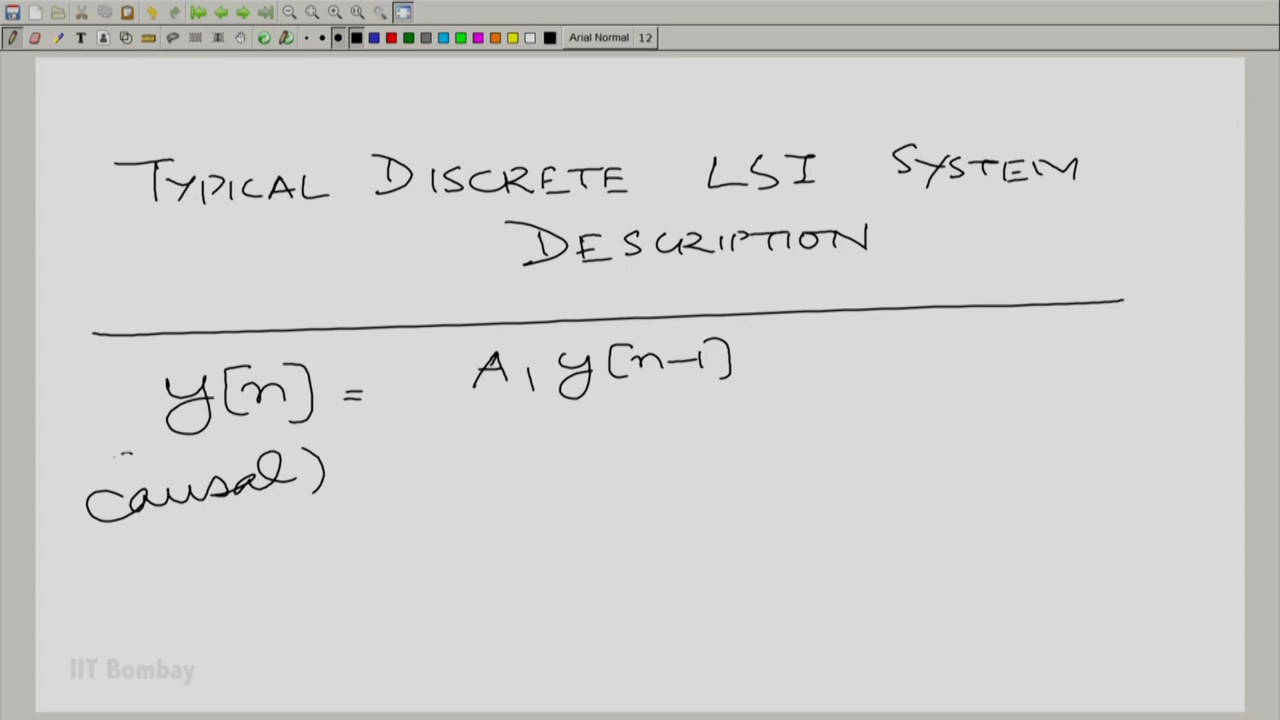 Arial Normal 12
TYPICAL DISCRETE LSI SYSTEM
DESCRIPTION
y[n] = A1 y[n-1]
causal)
IIT Bombay